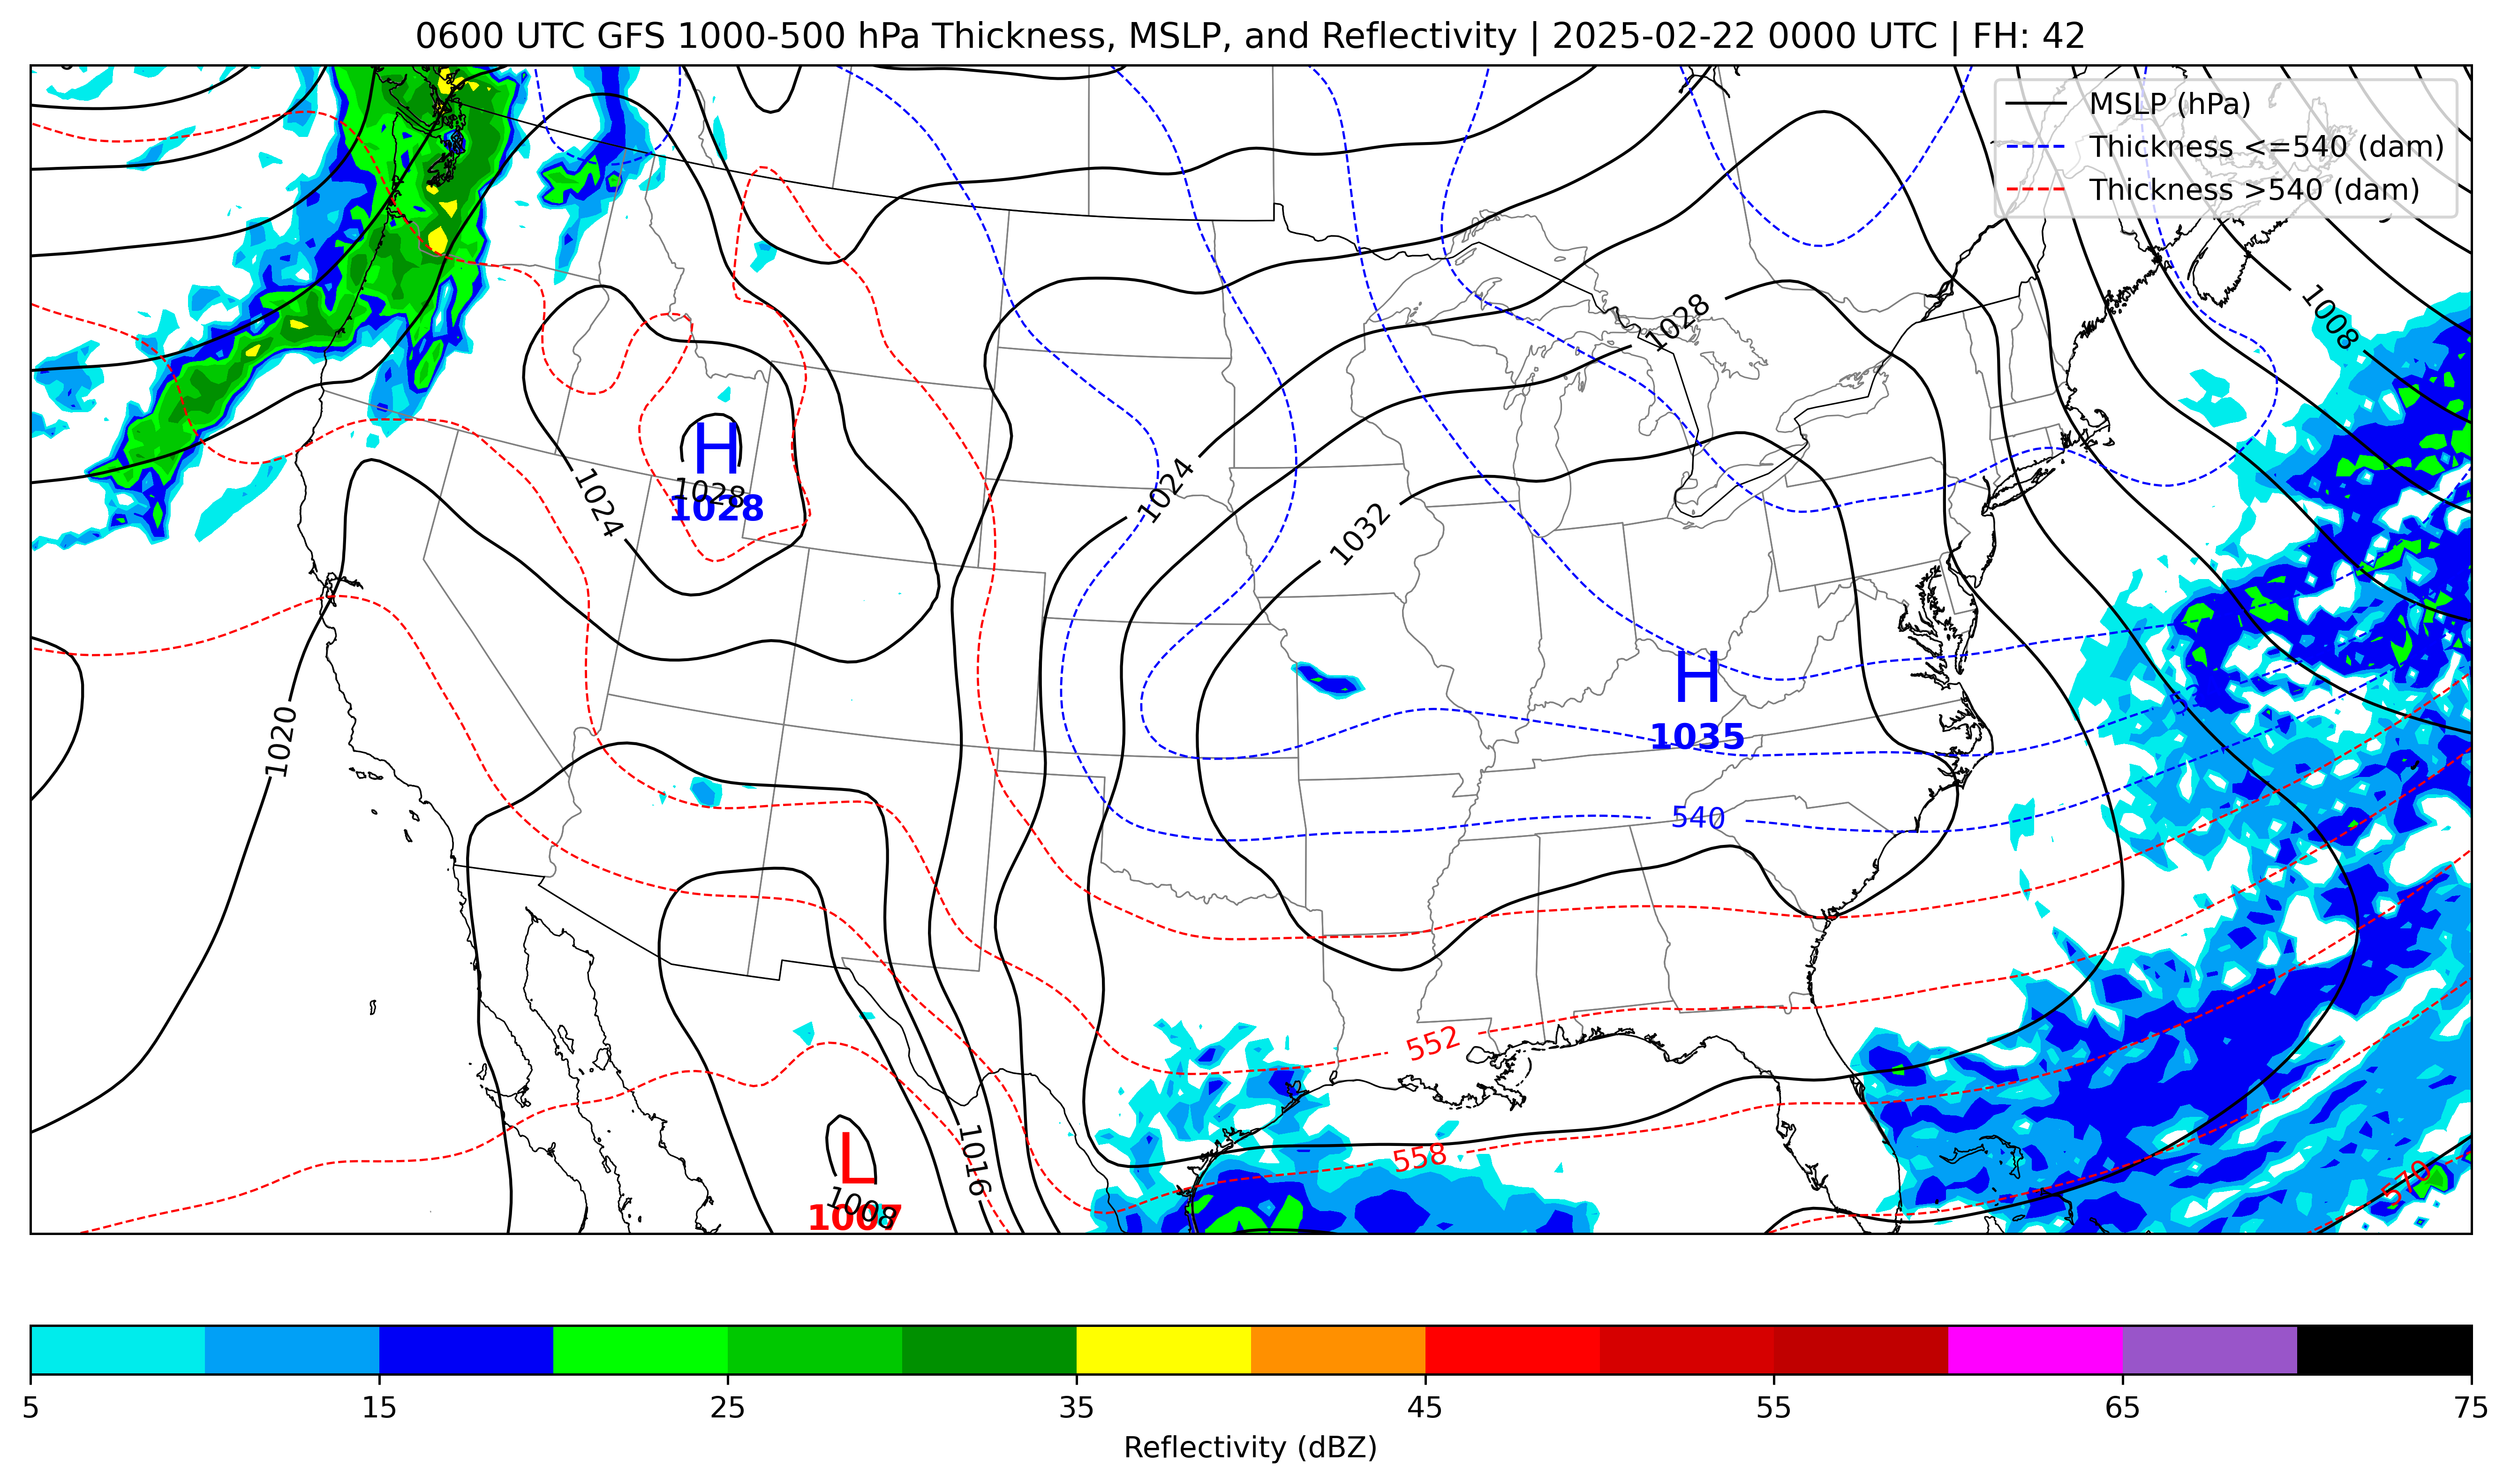 0600 UTC GFS 1000-500 hPa Thickness, MSLP, and Reflectivity | 2025-02-22 0000 UTC | FH: 42
MSLP (hPa)
Thickness <=540 (dam)
Thickness >540 (dam)
1008
1028
H
1028
1028
1024
1024
1032
H
1035
1020
540
552
558
1016
L
1008
1007
570
5 15 25 35 45 55 65 75
Reflectivity (dBZ)